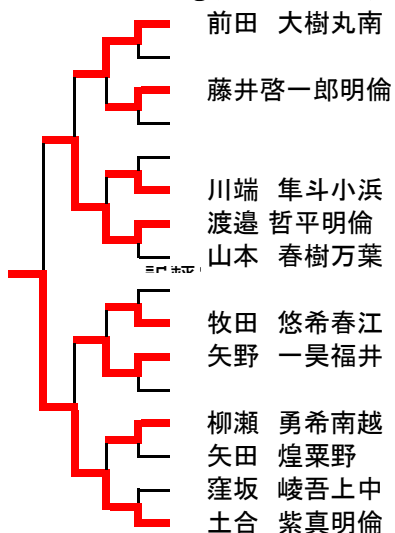 前田 大樹丸南
藤井啓一郎明倫
川端 隼斗小浜
渡邉 哲平明倫
山本 春樹万葉
牧田 悠希春江
矢野 一昊福井
柳瀬 勇希南越
矢田 煌粟野
窪坂 崚吾上中
土合 紫真明倫